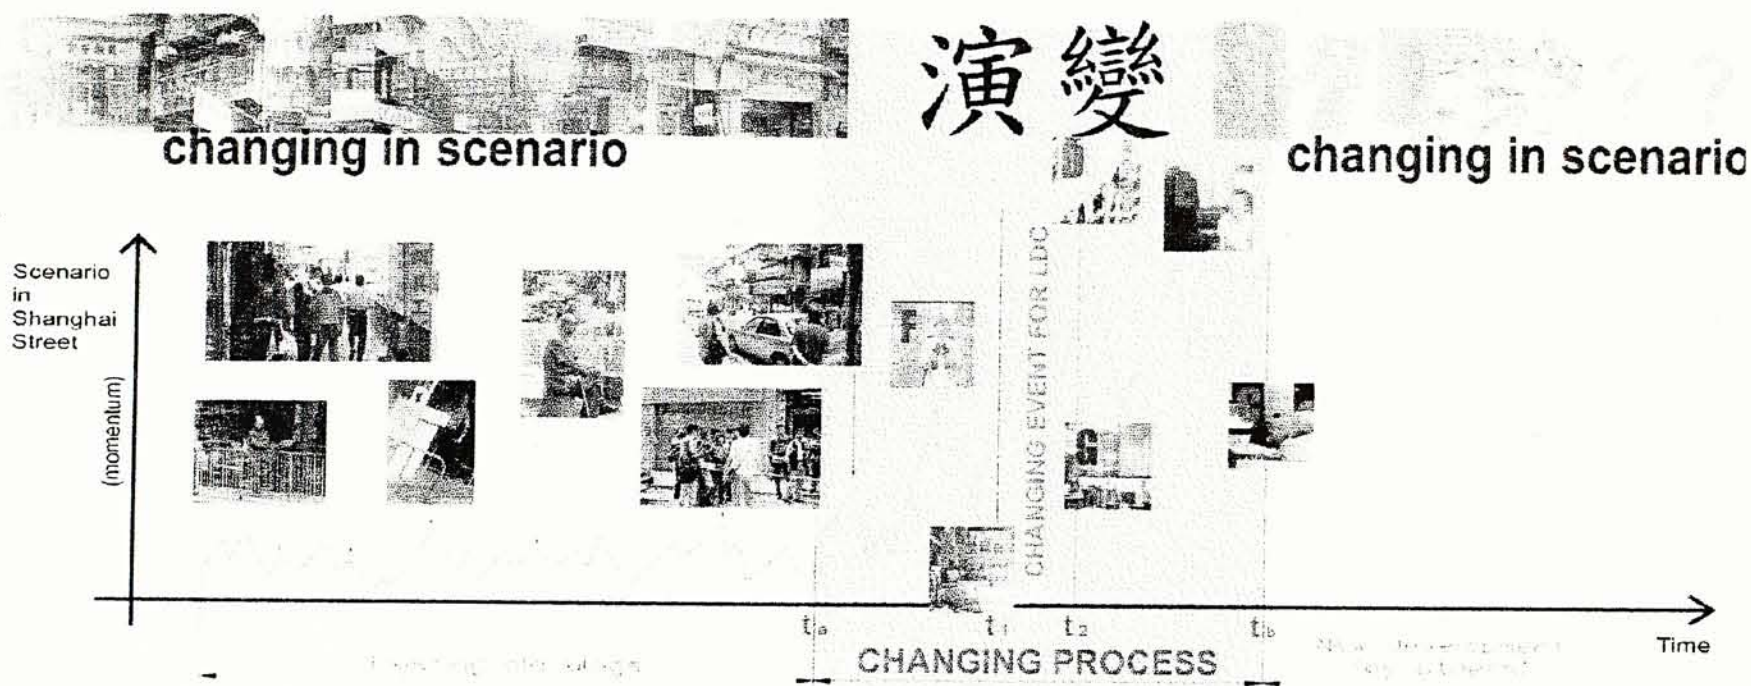 演變
changing in scenario
changing in scenario
Scenario
in
Shanghai
Street
(momentum)
F
G
CHANGING EVENT FOR LDC
ta
t1
t2
tb
Time
CHANGING PROCESS